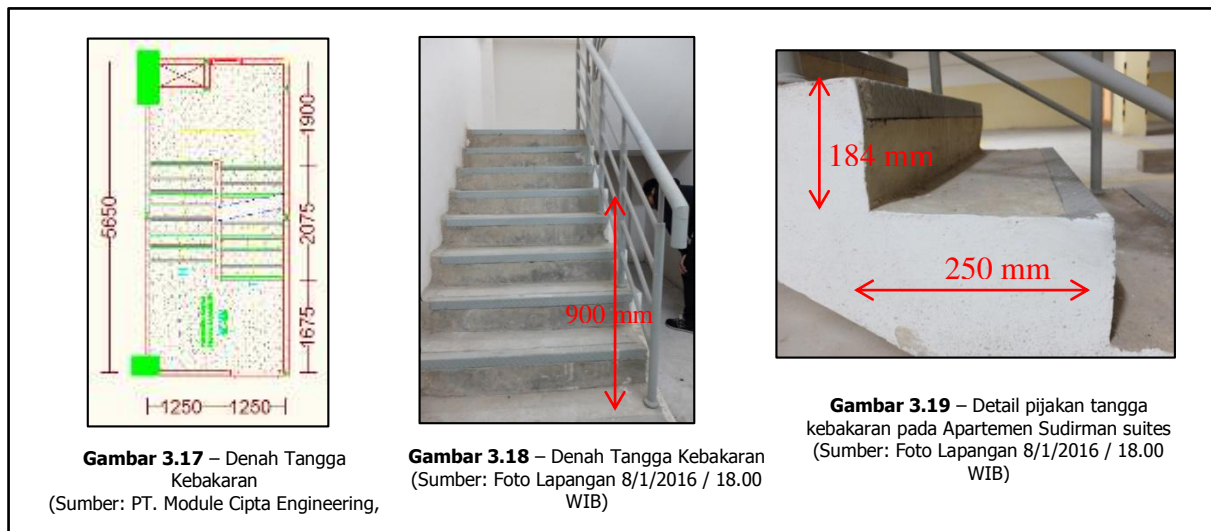 5650
1900
2075
1675
1250
1250
Gambar 3.17 – Denah Tangga
Kebakaran
(Sumber: PT. Module Cipta Engineering,
900 mm
Gambar 3.18 – Denah Tangga Kebakaran
(Sumber: Foto Lapangan 8/1/2016 / 18.00
WIB)
184 mm
250 mm
Gambar 3.19 – Detail pijakan tangga
kebakaran pada Apartemen Sudirman suites
(Sumber: Foto Lapangan 8/1/2016 / 18.00
WIB)